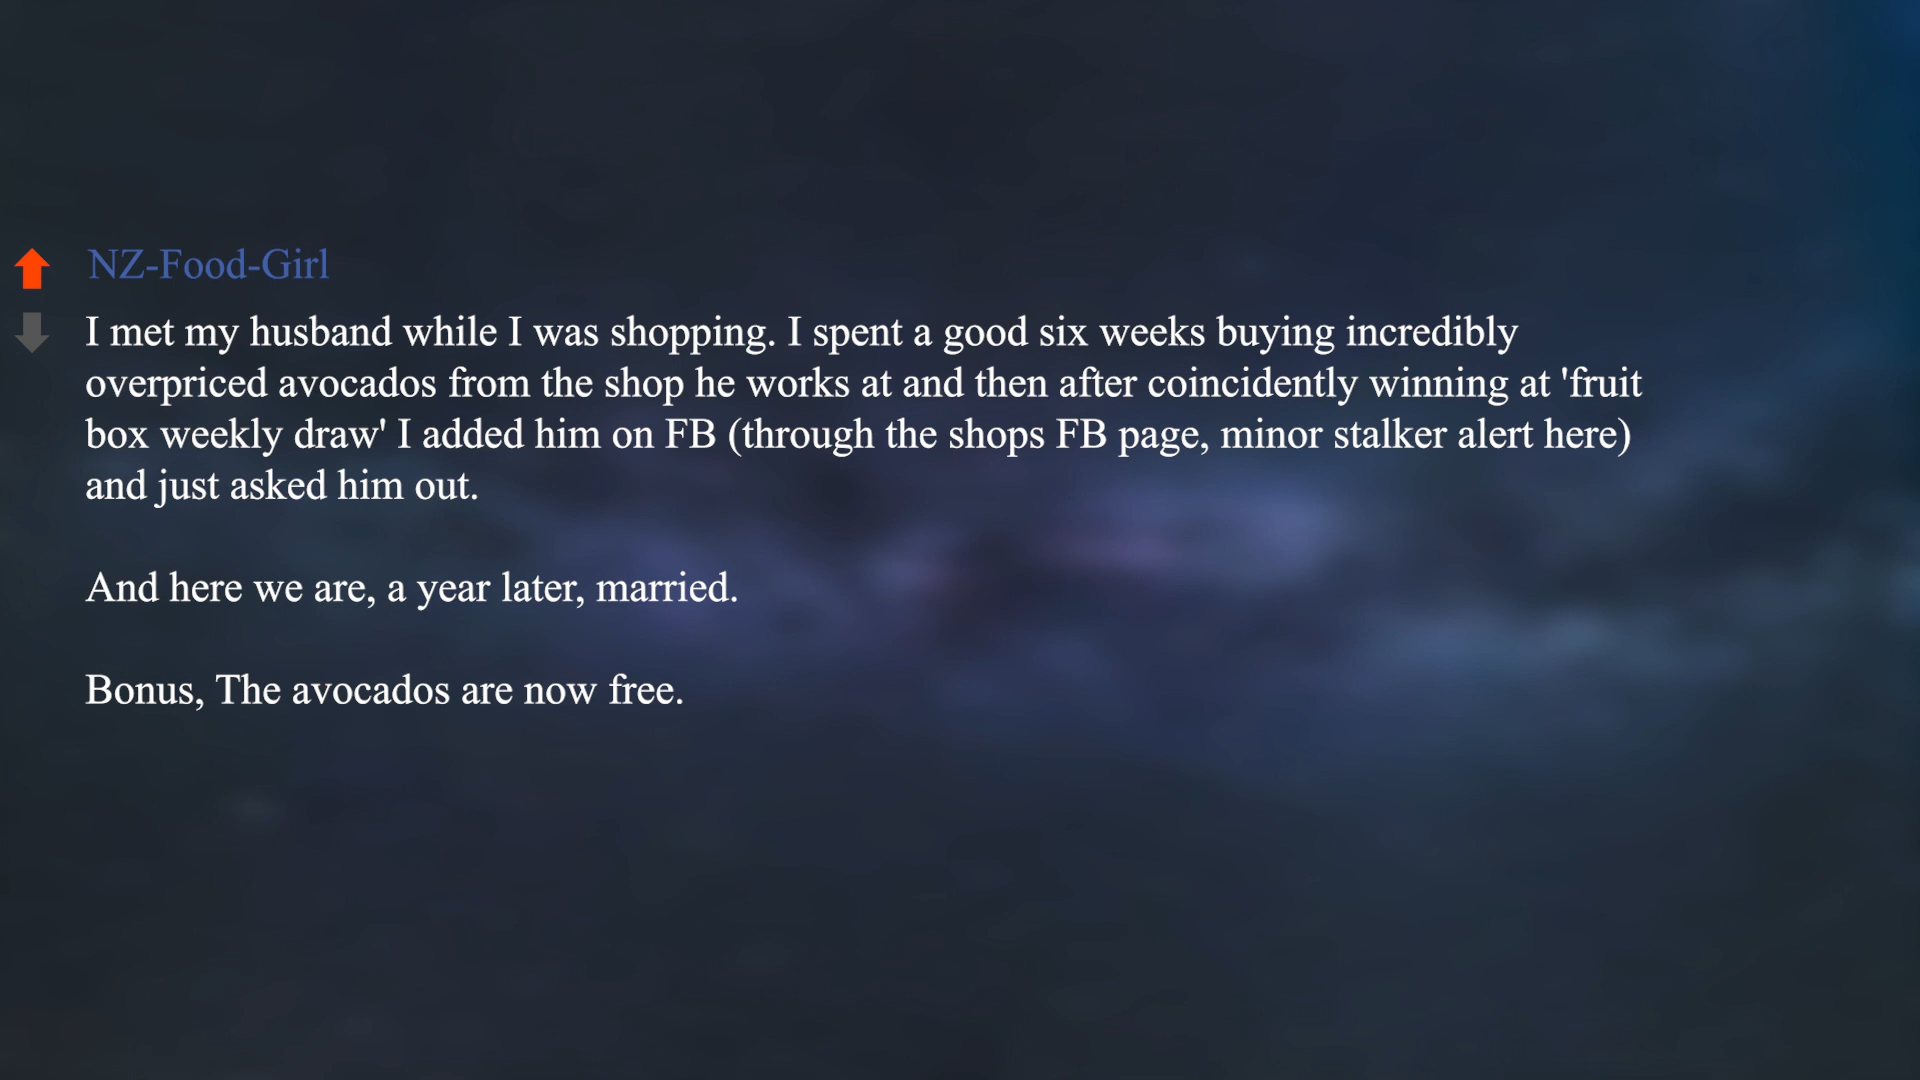 NZ-Food-Girl
I met my husband while I was shopping. I spent a good six weeks buying incredibly
overpriced avocados from the shop he works at and then after coincidently winning at 'fruit
box weekly draw' I added him on FB (through the shops FB page, minor stalker alert here)
and just asked him out.
And here we are, a year later, married.
Bonus, The avocados are now free.